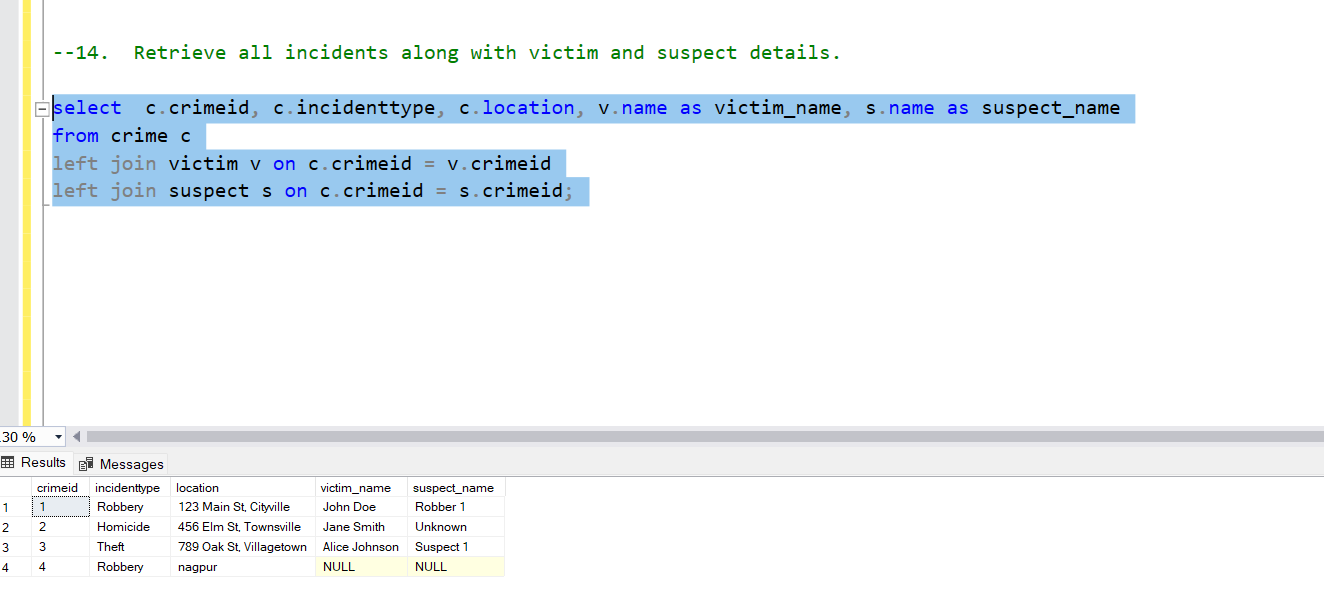 --14.  Retrieve all incidents along with victim and suspect details.
select  c.crimeid, c.incidenttype, c.location, v.name as victim_name, s.name as suspect_name
from crime c
left join victim v on c.crimeid = v.crimeid
left join suspect s on c.crimeid = s.crimeid;
30 %
Results Messages
crimeid incidenttype location victim_name suspect_name
1 1 Robbery 123 Main St, Cityville John Doe Robber 1
2 2 Homicide 456 Elm St, Townsville Jane Smith Unknown
3 3 Theft 789 Oak St, Villagetown Alice Johnson Suspect 1
4 4 Robbery nagpur NULL NULL